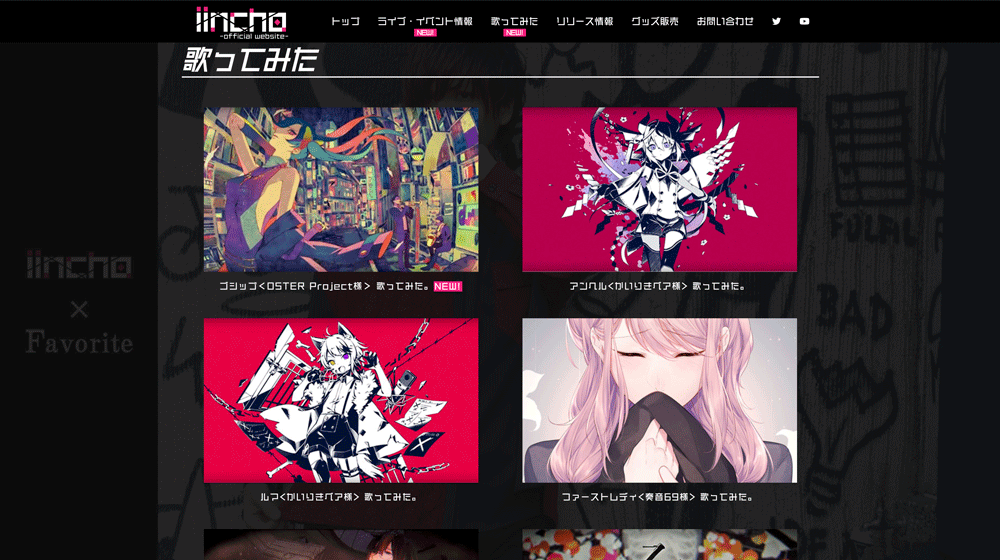 iincho
-official website-
トップ ライブ・イベント情報 歌ってみた リリース情報 グッズ販売 お問い合わせ
NEW! NEW!
歌ってみた
iincho
×
Favorite
BAD
ゴシップ<OSTER Project様> 歌ってみた。 NEW!
アンヘル<かいりきベア様> 歌ってみた。
ルマ<かいりきベア様> 歌ってみた。
ファーストレディ<奏音69様> 歌ってみた。